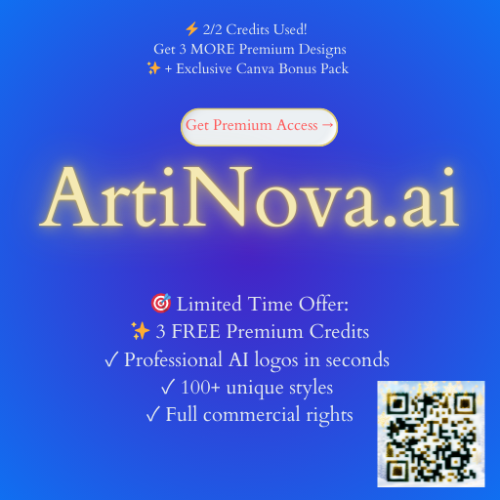 ⚡ 2/2 Credits Used!
Get 3 MORE Premium Designs
✨ + Exclusive Canva Bonus Pack
Get Premium Access →
ArtiNova.ai
🎯 Limited Time Offer:
✨ 3 FREE Premium Credits
✓ Professional AI logos in seconds
✓ 100+ unique styles
✓ Full commercial rights